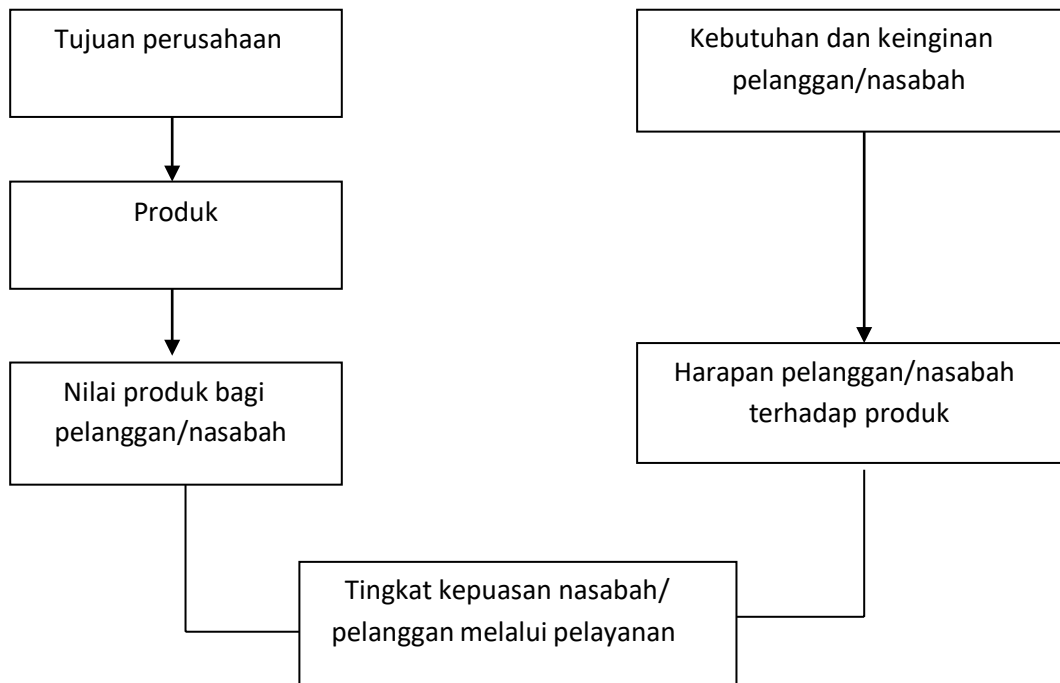 Tujuan perusahaan
Kebutuhan dan keinginan
pelanggan/nasabah
Produk
Nilai produk bagi
pelanggan/nasabah
Harapan pelanggan/nasabah
terhadap produk
Tingkat kepuasan nasabah/
pelanggan melalui pelayanan